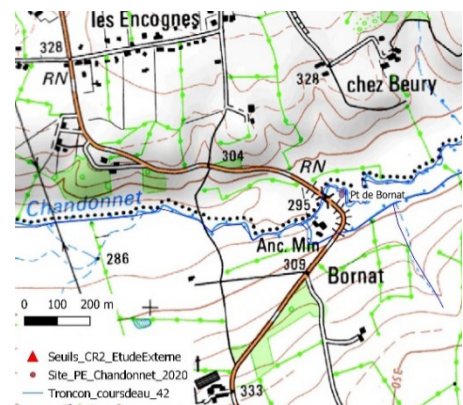 les Encognes
328
RN
328
chez Beury
304
RN
Chandonnet
295
Pt de Bornat
Anc. Min
286
309
Bornat
0 100 200 m
Seuils_CR2_EtudeExterne
Site_PE_Chandonnet_2020
Troncon_coursdeau_42
333
350